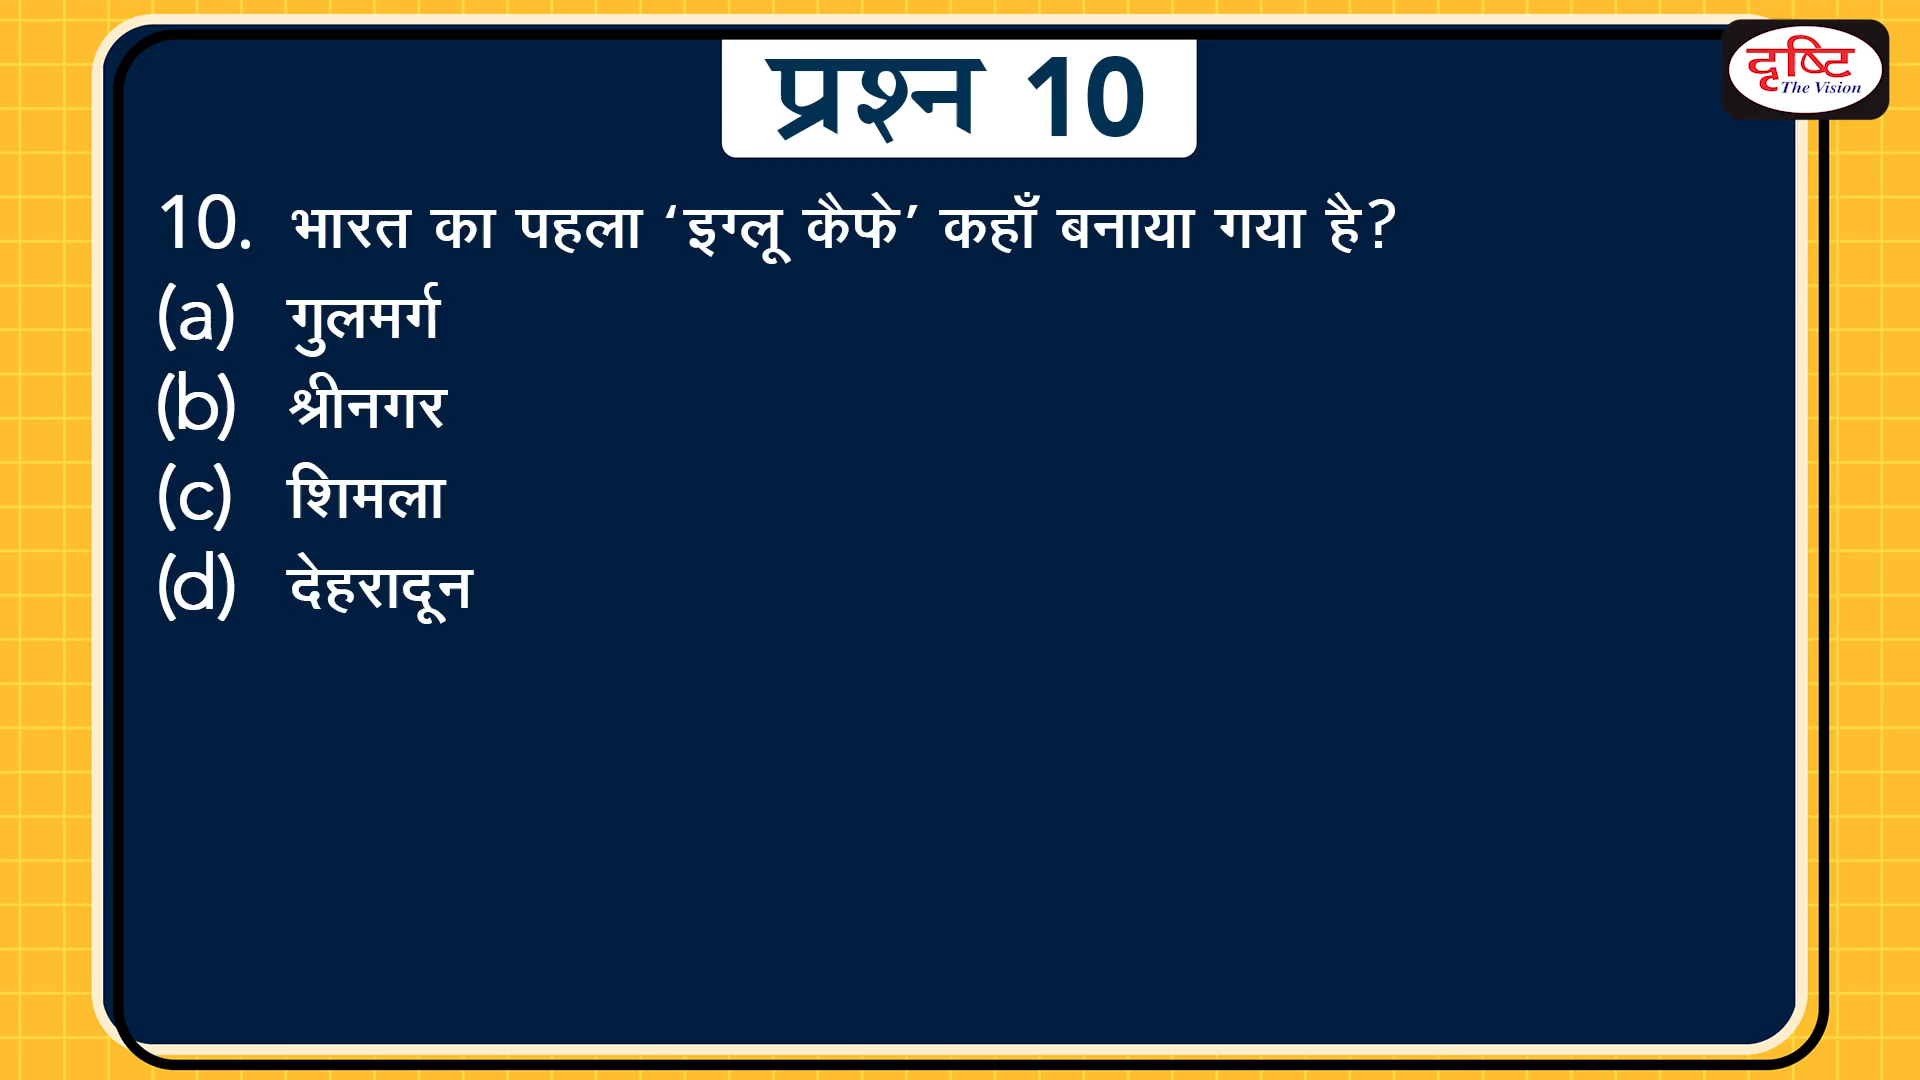 प्रश्न 10
दृष्टि
The Vision
10. भारत का पहला ‘इग्लू कैफे’ कहाँ बनाया गया है?
(a) गुलमर्ग
(b) श्रीनगर
(c) शिमला
(d) देहरादून